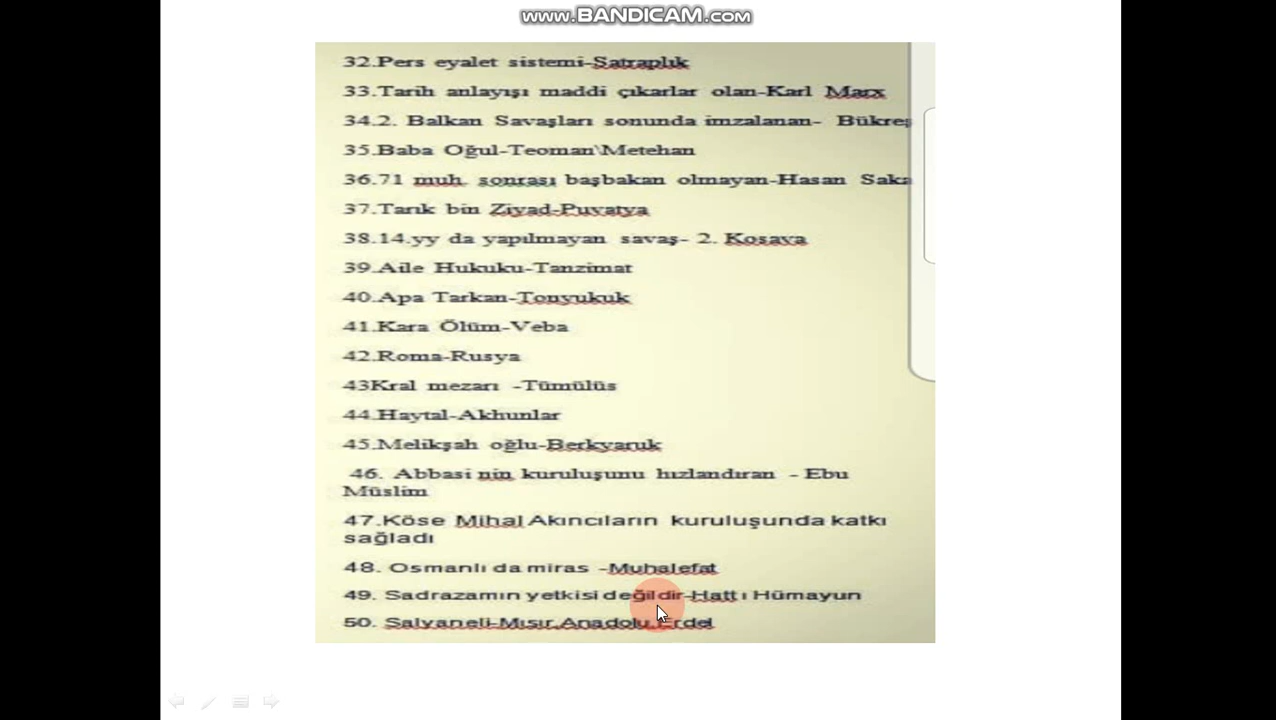 www.BANDICAM.com
32.Pers eyalet sistemi-Satraplık
33.Tarih anlayışı maddi çıkarlar olan-Karl Marx
34.2. Balkan Savaşları sonunda imzalanan- Bükreş
35.Baba Oğul-Teoman\Metehan
36.71 muh. sonrası başbakan olmayan-Hasan Saka
37.Tarık bin Ziyad-Puvatya
38.14.yy da yapılmayan savaş- 2. Kosava
39.Aile Hukuku-Tanzimat
40.Apa Tarkan-Tonyukuk
41.Kara Ölüm-Veba
42.Roma-Rusya
43Kral mezarı -Tümülüs
44.Haytal-Akhunlar
45.Melikşah oğlu-Berkyaruk
46. Abbasi nin kuruluşunu hızlandıran - Ebu
Müslim
47.Köse Mihal Akıncıların kuruluşunda katkı
sağladı
48. Osmanlı da miras -Muhalefat
49. Sadrazamın yetkisi değildir-Hatt ı Hümayun
50. Salyaneli-Mısır,Anadolu,Erdel